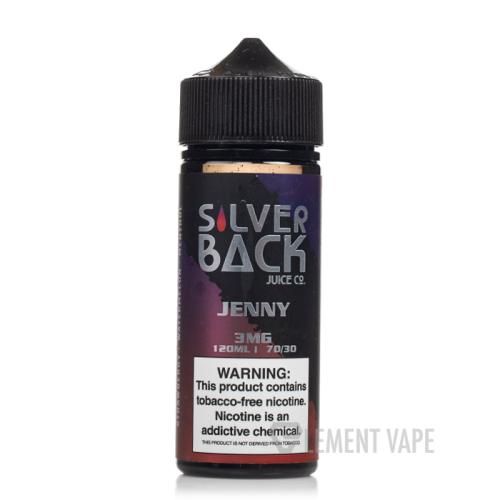 SILVER
BACK
JUICE CO.
JENNY
3MG
120ML | 70/30
WARNING:
This product contains
tobacco-free nicotine.
Nicotine is an
addictive chemical.
THIS PRODUCT IS NOT DERIVED FROM TOBACCO.
LEMENT VAPE